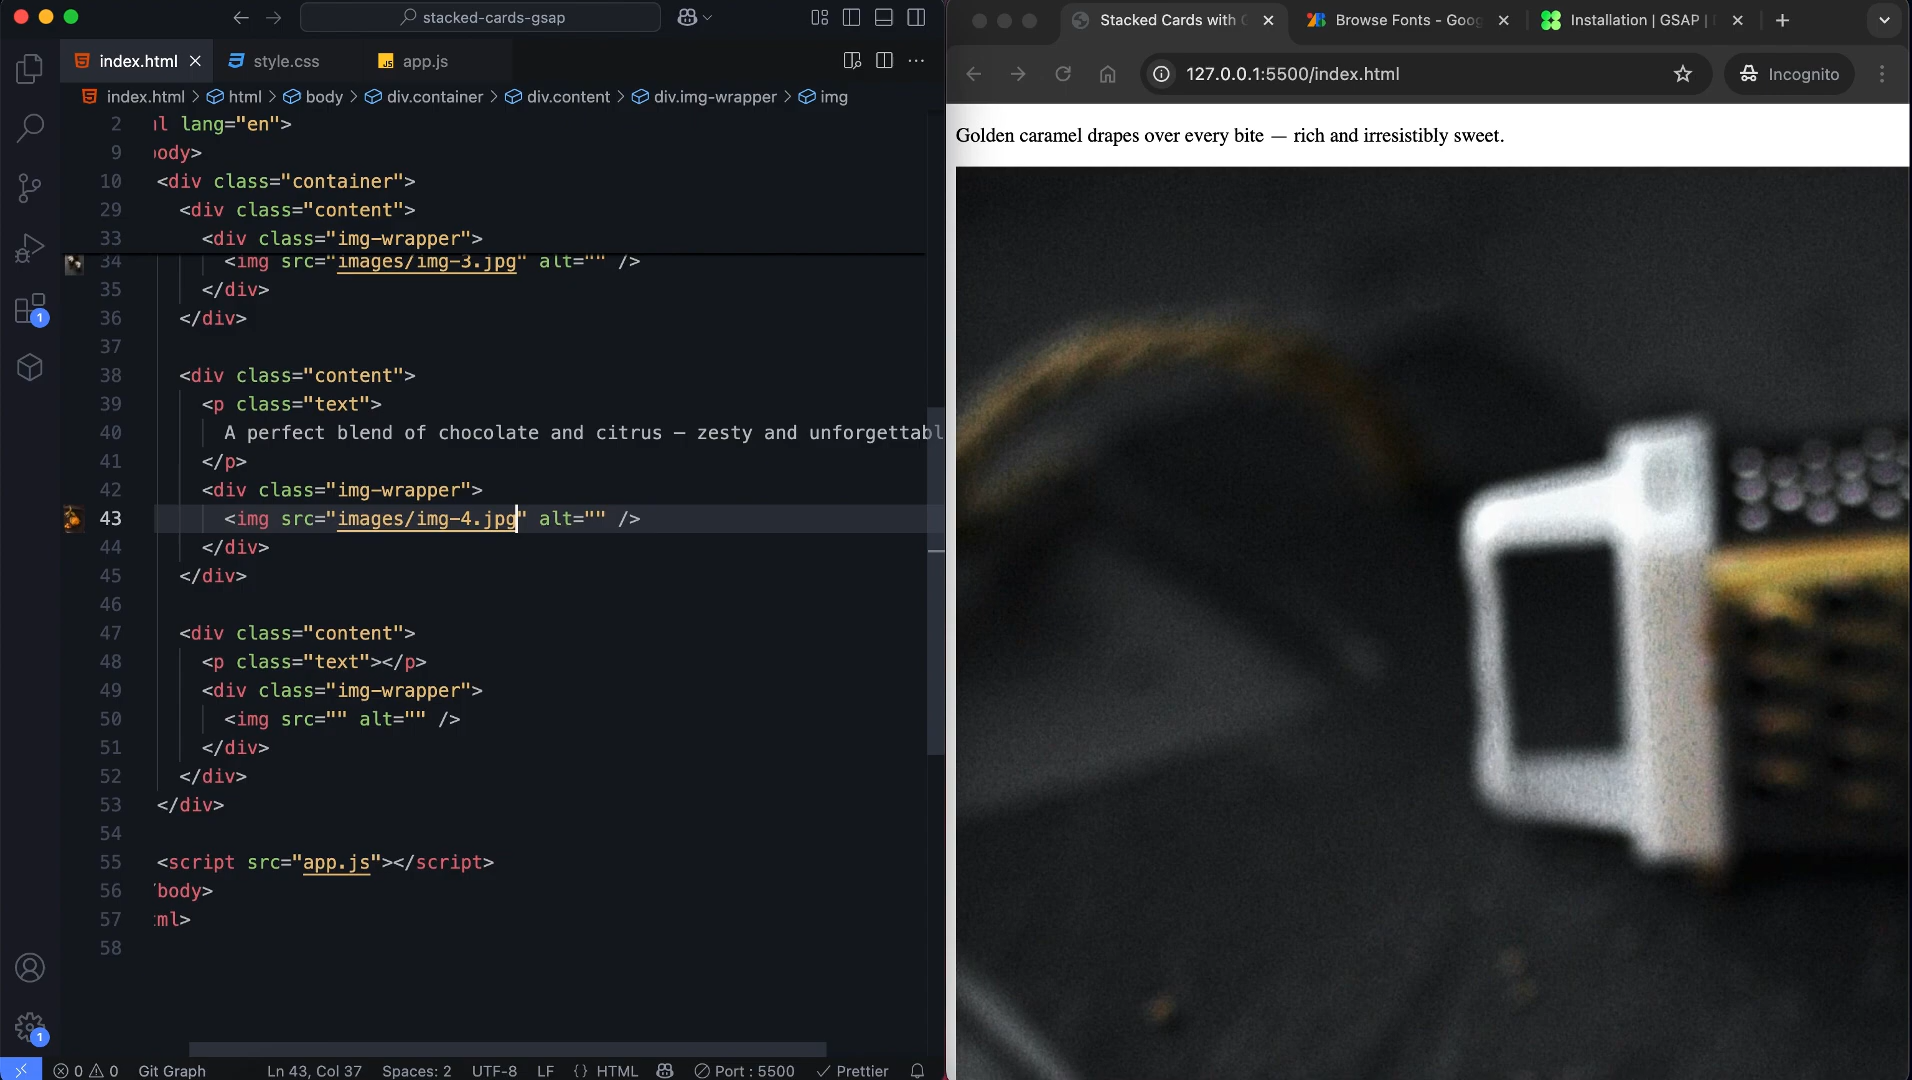 stacked-cards-gsap
index.html
style.css
JS app.js
index.html > html > body > div.container > div.content > div.img-wrapper > img
2 l lang="en">
9 body>
10 <div class="container">
29 <div class="content">
33 <div class="img-wrapper">
34 <img src="images/img-3.jpg" alt="" />
35 </div>
36 </div>
37
38 <div class="content">
39 <p class="text">
40 A perfect blend of chocolate and citrus — zesty and unforgettabl
41 </p>
42 <div class="img-wrapper">
43 <img src="images/img-4.jpg" alt="" />
44 </div>
45 </div>
46
47 <div class="content">
48 <p class="text"></p>
49 <div class="img-wrapper">
50 <img src="" alt="" />
51 </div>
52 </div>
53 </div>
54
55 <script src="app.js"></script>
56 /body>
57 ml>
58
1
1
0 0 Git Graph Ln 43, Col 37 Spaces: 2 UTF-8 LF {} HTML Port : 5500 Prettier
Stacked Cards with Browse Fonts - Goog Installation | GSAP |
127.0.0.1:5500/index.html Incognito
Golden caramel drapes over every bite — rich and irresistibly sweet.